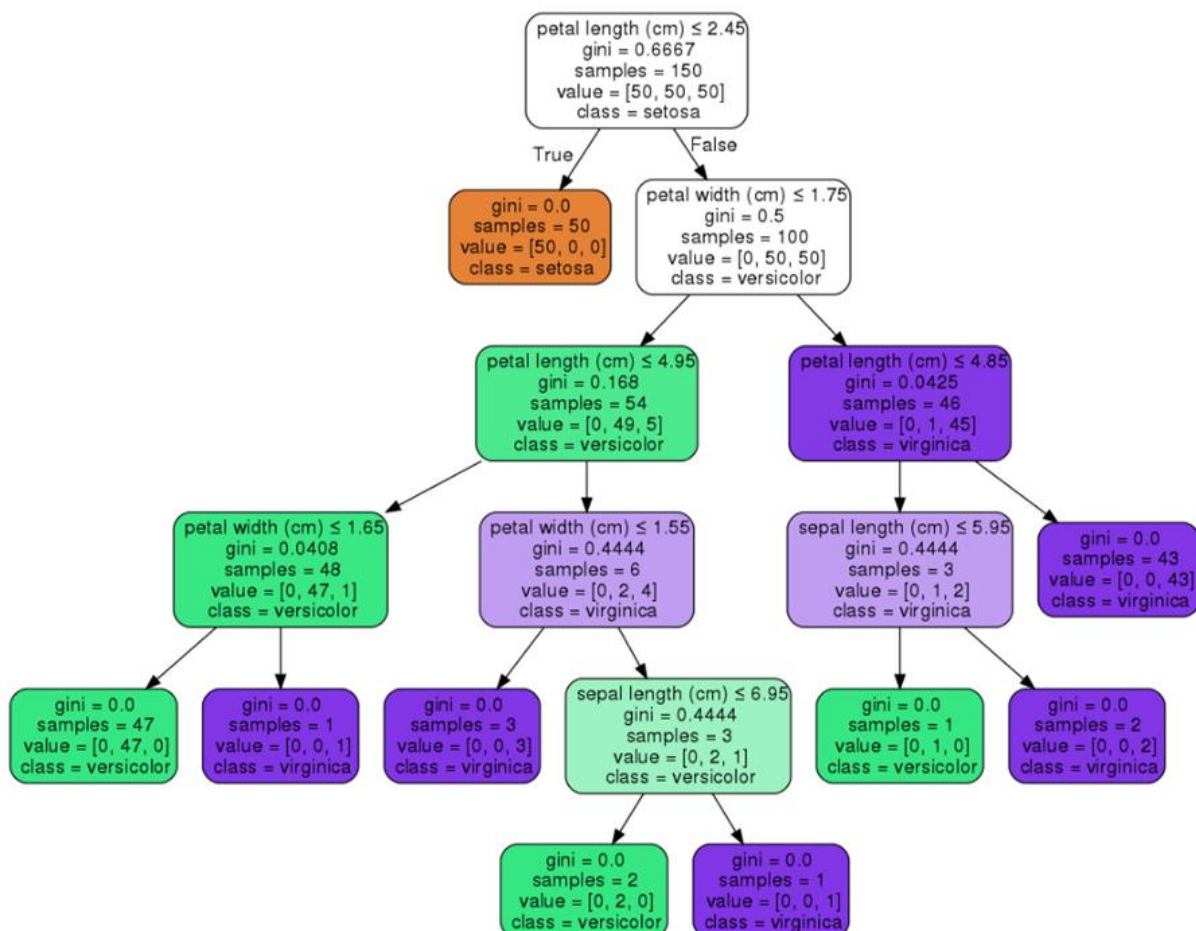 petal length (cm) ≤ 2.45
gini = 0.6667
samples = 150
value = [50, 50, 50]
class = setosa
True
False
gini = 0.0
samples = 50
value = [50, 0, 0]
class = setosa
petal width (cm) ≤ 1.75
gini = 0.5
samples = 100
value = [0, 50, 50]
class = versicolor
petal length (cm) ≤ 4.95
gini = 0.168
samples = 54
value = [0, 49, 5]
class = versicolor
petal length (cm) ≤ 4.85
gini = 0.0425
samples = 46
value = [0, 1, 45]
class = virginica
petal width (cm) ≤ 1.65
gini = 0.0408
samples = 48
value = [0, 47, 1]
class = versicolor
petal width (cm) ≤ 1.55
gini = 0.4444
samples = 6
value = [0, 2, 4]
class = virginica
sepal length (cm) ≤ 5.95
gini = 0.4444
samples = 3
value = [0, 1, 2]
class = virginica
gini = 0.0
samples = 43
value = [0, 0, 43]
class = virginica
gini = 0.0
samples = 47
value = [0, 47, 0]
class = versicolor
gini = 0.0
samples = 1
value = [0, 0, 1]
class = virginica
gini = 0.0
samples = 3
value = [0, 0, 3]
class = virginica
sepal length (cm) ≤ 6.95
gini = 0.4444
samples = 3
value = [0, 2, 1]
class = versicolor
gini = 0.0
samples = 1
value = [0, 1, 0]
class = versicolor
gini = 0.0
samples = 2
value = [0, 0, 2]
class = virginica
gini = 0.0
samples = 2
value = [0, 2, 0]
class = versicolor
gini = 0.0
samples = 1
value = [0, 0, 1]
class = virginica